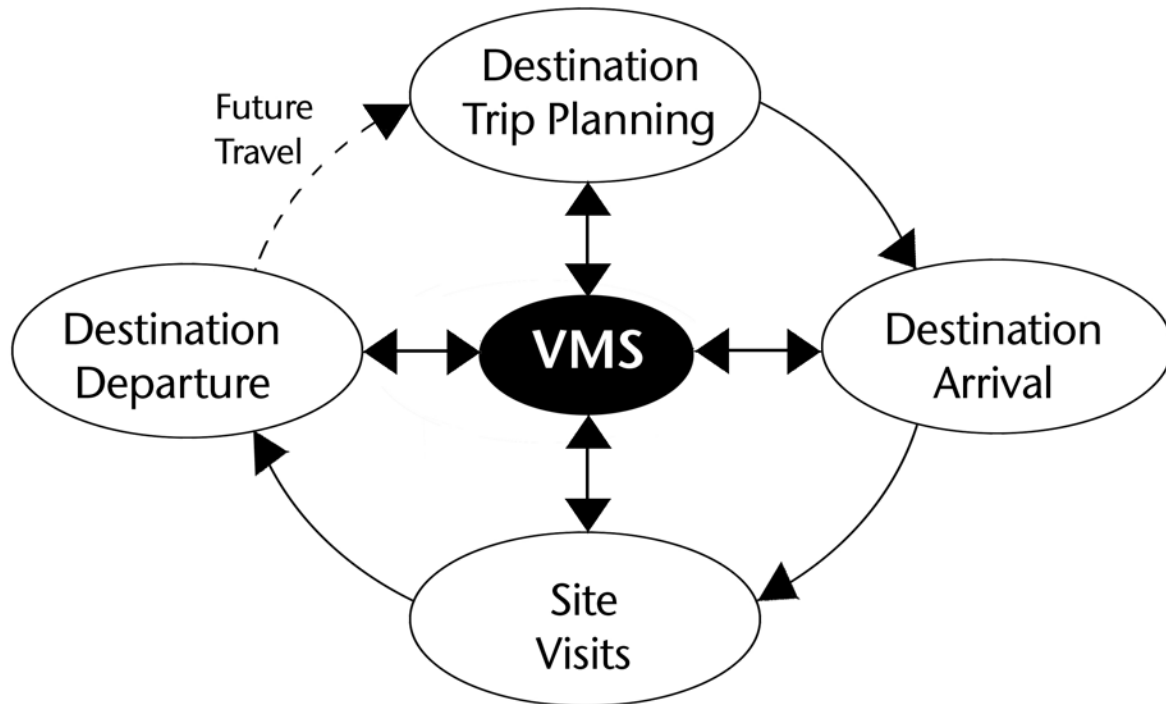 Destination
Trip Planning
Future
Travel
Destination
Departure
VMS
Destination
Arrival
Site
Visits